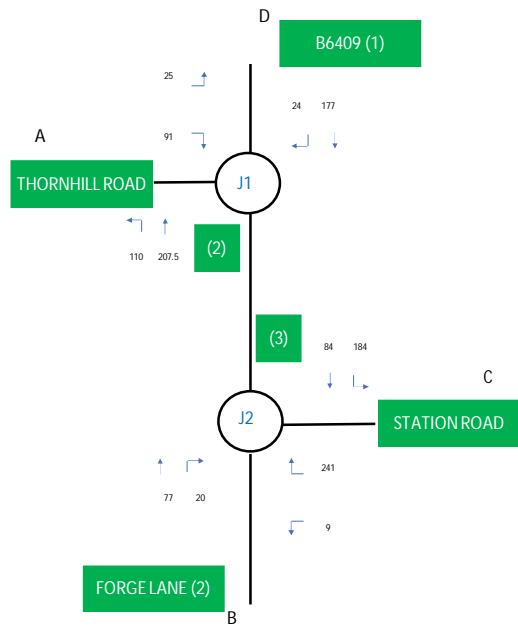 D
B6409 (1)
25
24 177
91
A
THORNHILL ROAD
J1
110 207.5
(2)
(3)
84 184
C
J2
STATION ROAD
241
77 20
9
FORGE LANE (2)
B